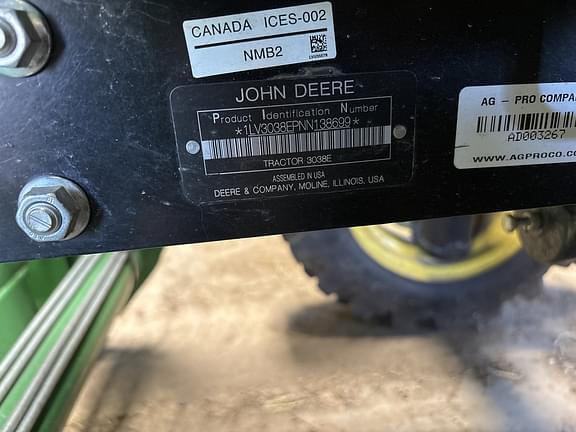 CANADA ICES-002
NMB2
JOHN DEERE
Product Identification Number
*1LV3038EPNN138699*
TRACTOR 3038E
ASSEMBLED IN USA
DEERE & COMPANY, MOLINE, ILLINOIS, USA
AG - PRO COMPA
AD003267
WWW.AGPROCO.CO